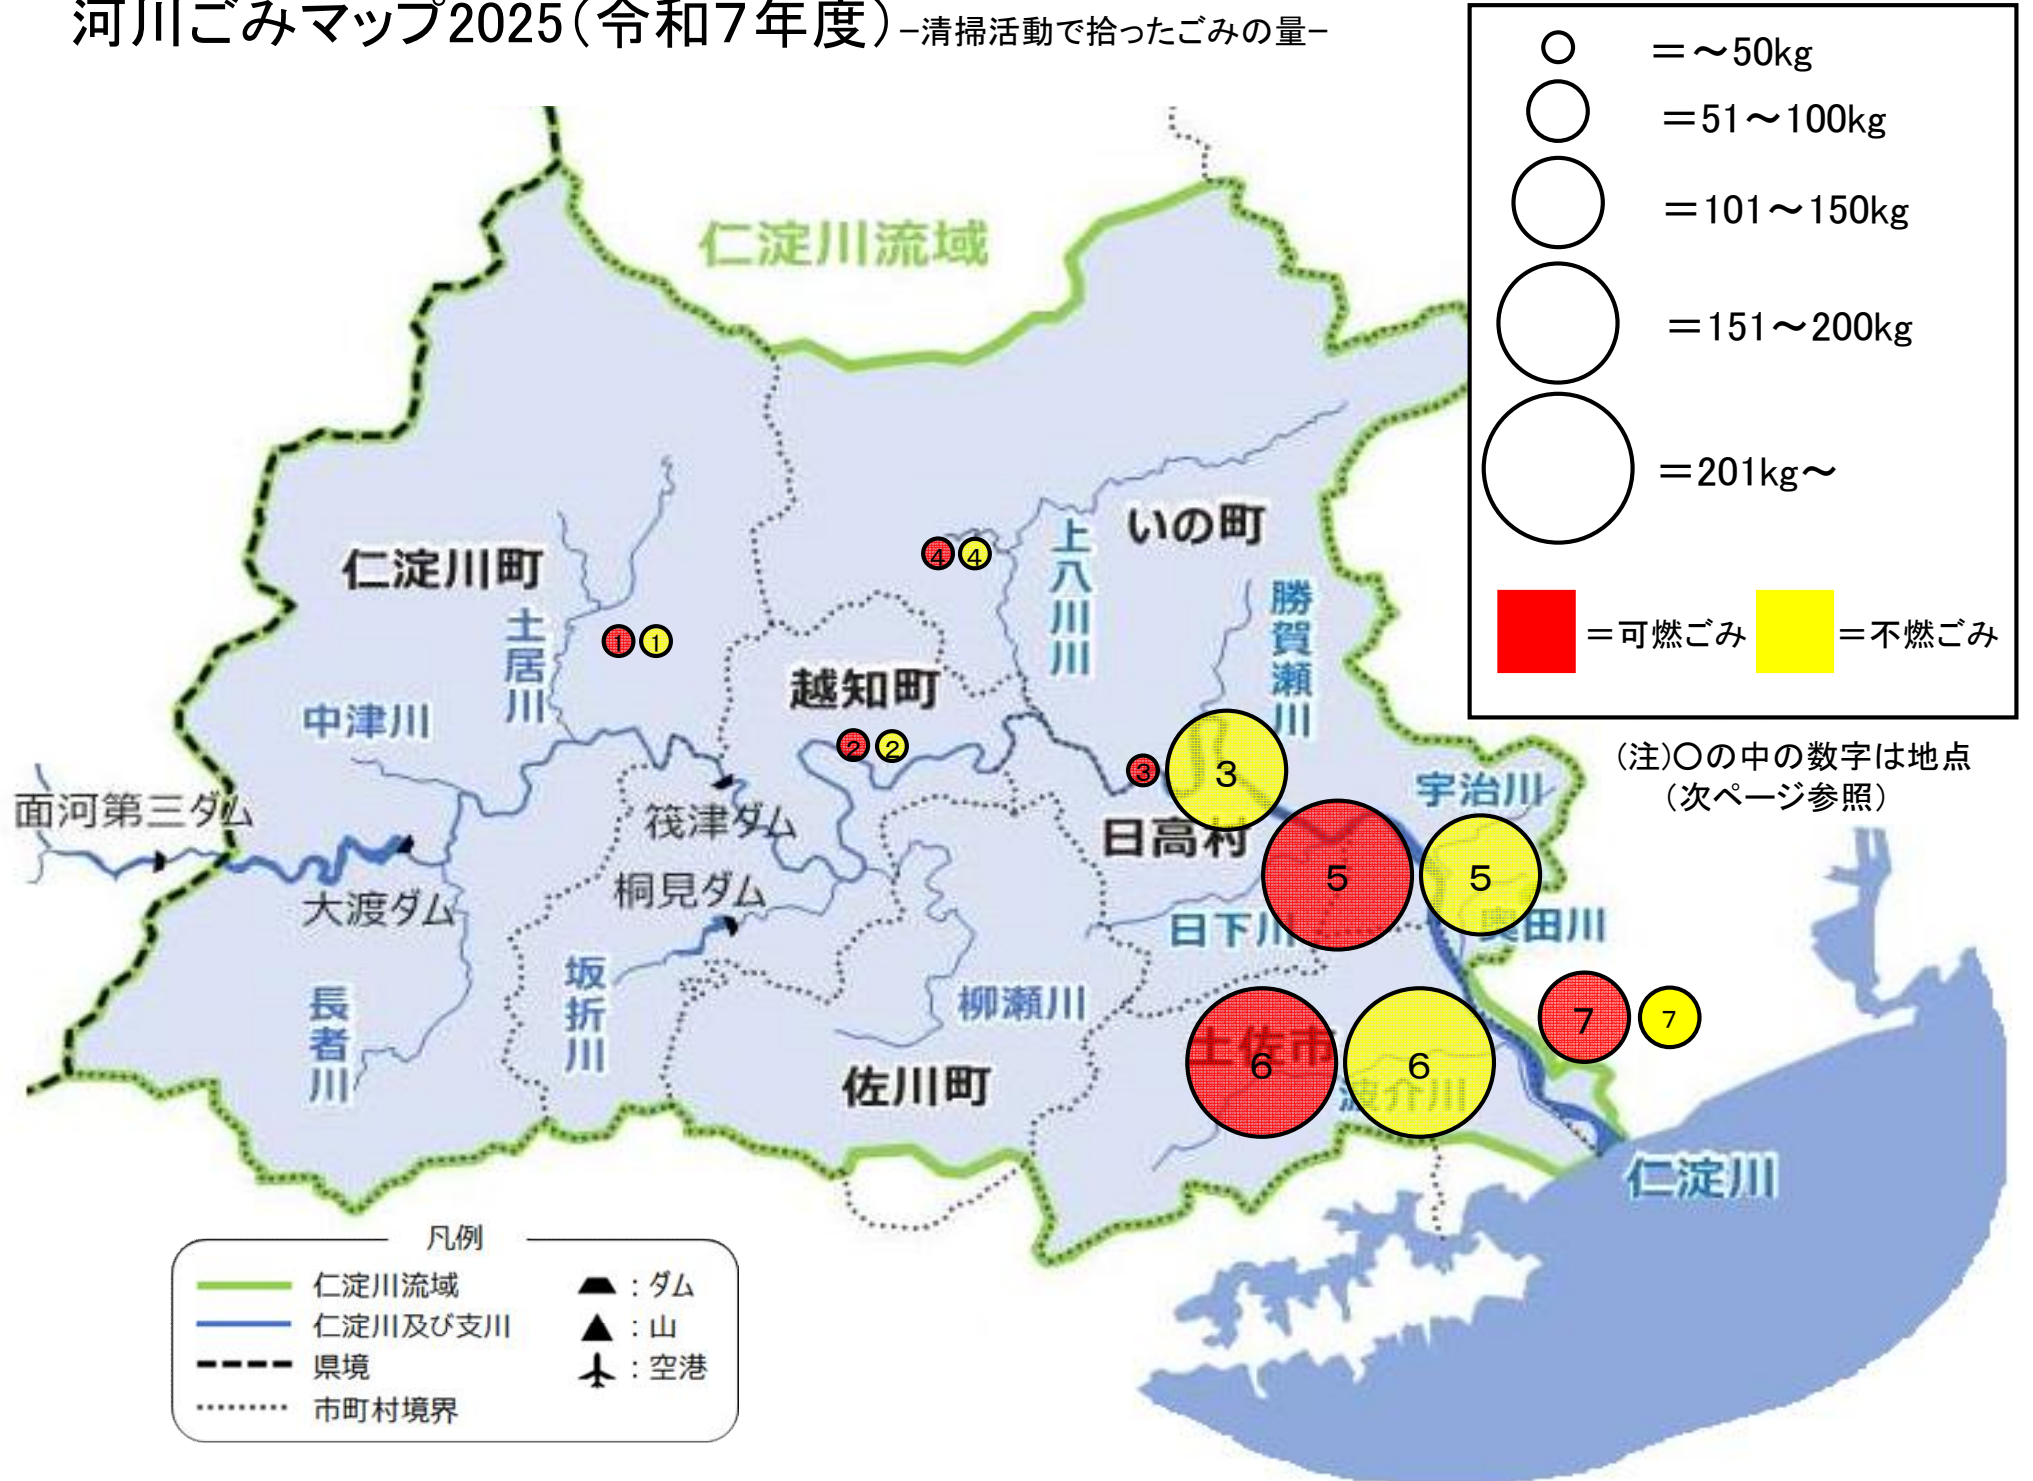 河川ごみマップ2025（令和7年度）－清掃活動で拾ったごみの量－
＝～50kg
＝51～100kg
＝101～150kg
＝151～200kg
＝201kg～
＝可燃ごみ
＝不燃ごみ
(注)○の中の数字は地点
（次ページ参照）
仁淀川流域
いの町
上八川川
勝賀瀬川
4
4
仁淀川町
土居川
1
1
越知町
2
2
中津川
3
3
宇治川
面河第三ダム
筏津ダム
日高村
5
5
桐見ダム
大渡ダム
日下川
奥田川
長者川
坂折川
柳瀬川
7
7
土佐市
6
6
波介川
佐川町
仁淀川
凡例
仁淀川流域
：ダム
仁淀川及び支川
：山
県境
：空港
市町村境界